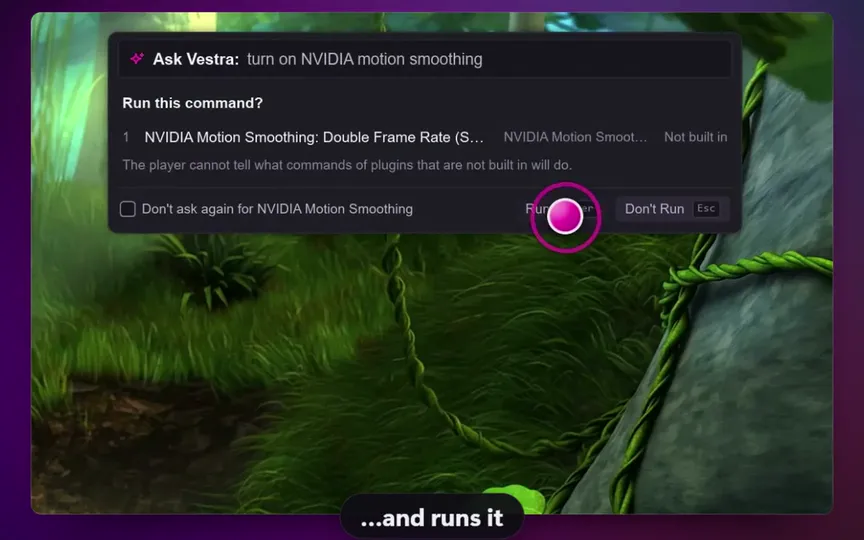 Ask Vestra: turn on NVIDIA motion smoothing
Run this command?
1 NVIDIA Motion Smoothing: Double Frame Rate (S… NVIDIA Motion Smoot… Not built in
The player cannot tell what commands of plugins that are not built in will do.
Don't ask again for NVIDIA Motion Smoothing
Run
Don't Run Esc
…and runs it